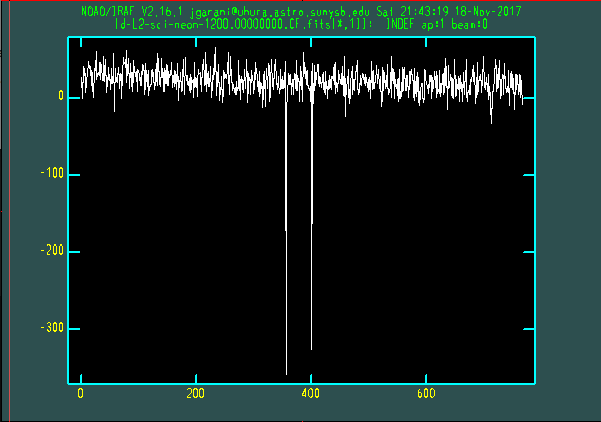 NOAO/IRAF V2.16.1 jgarani@uhura.astro.sunysb.edu Sat 21:43:19 18-Nov-2017
[d-L2-sci-neon-1200.00000000.CF.fits[*,1]]: INDEF ap:1 beam:0
0
-100
-200
-300
0 200 400 600